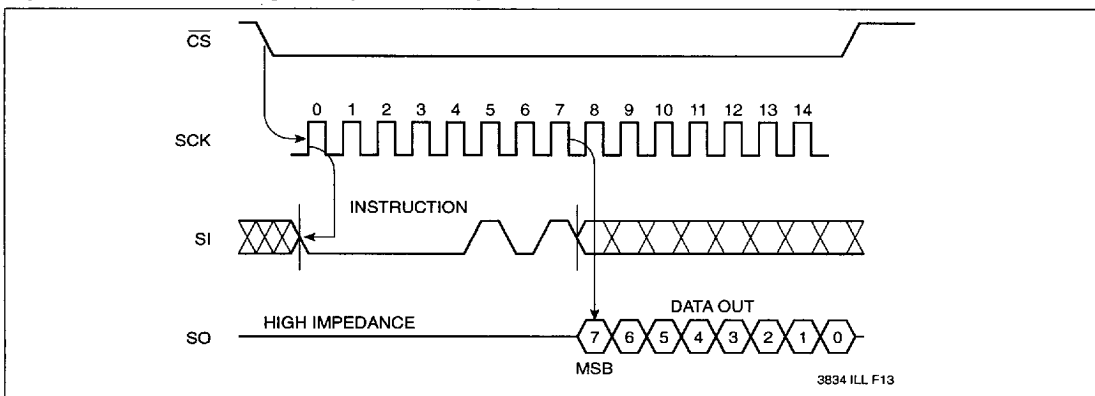 CS
0 1 2 3 4 5 6 7 8 9 10 11 12 13 14
SCK
INSTRUCTION
SI
DATA OUT
HIGH IMPEDANCE
SO
7 6 5 4 3 2 1 0
MSB
3834 ILL F13